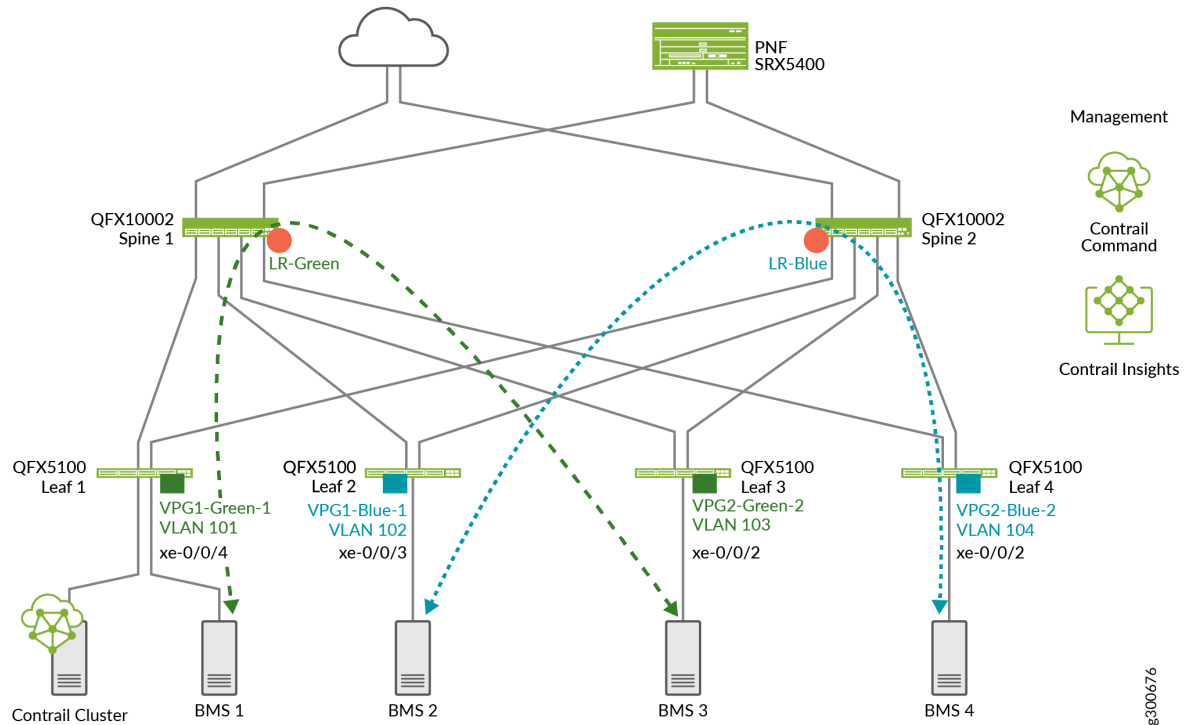 PNF
SRX5400
Management
Contrail
Command
Contrail Insights
QFX10002
Spine 1
LR-Green
LR-Blue
QFX10002
Spine 2
QFX5100
Leaf 1
VPG1-Green-1
VLAN 101
xe-0/0/4
QFX5100
Leaf 2
VPG1-Blue-1
VLAN 102
xe-0/0/3
QFX5100
Leaf 3
VPG2-Green-2
VLAN 103
xe-0/0/2
QFX5100
Leaf 4
VPG2-Blue-2
VLAN 104
xe-0/0/2
Contrail Cluster
BMS 1
BMS 2
BMS 3
BMS 4
g300676